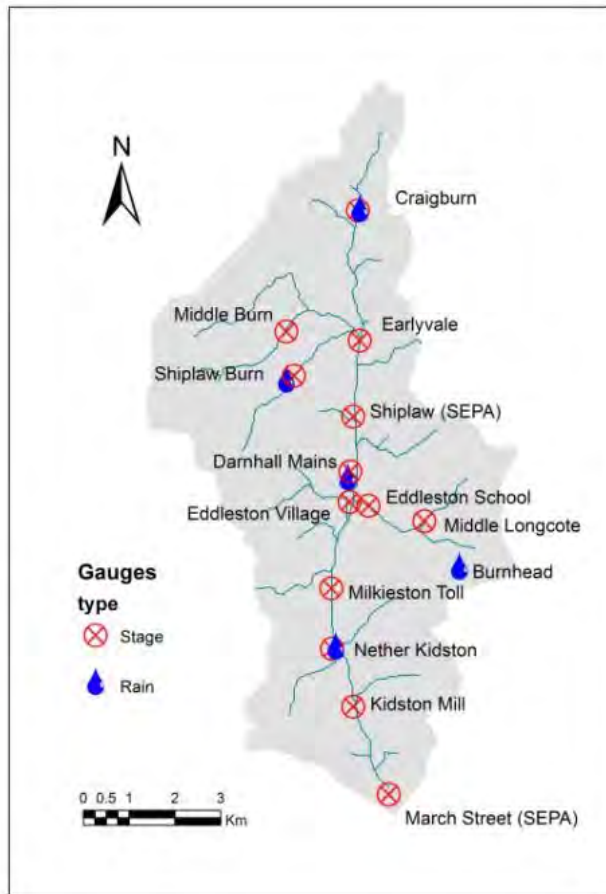 N
Craigburn
Middle Burn
Earlyvale
Shiplaw Burn
Shiplaw (SEPA)
Darnhall Mains
Eddleston School
Eddleston Village
Middle Longcote
Burnhead
Gauges
type
Milkieston Toll
Stage
Nether Kidston
Rain
Kidston Mill
0 0.5 1 2 3
Km
March Street (SEPA)